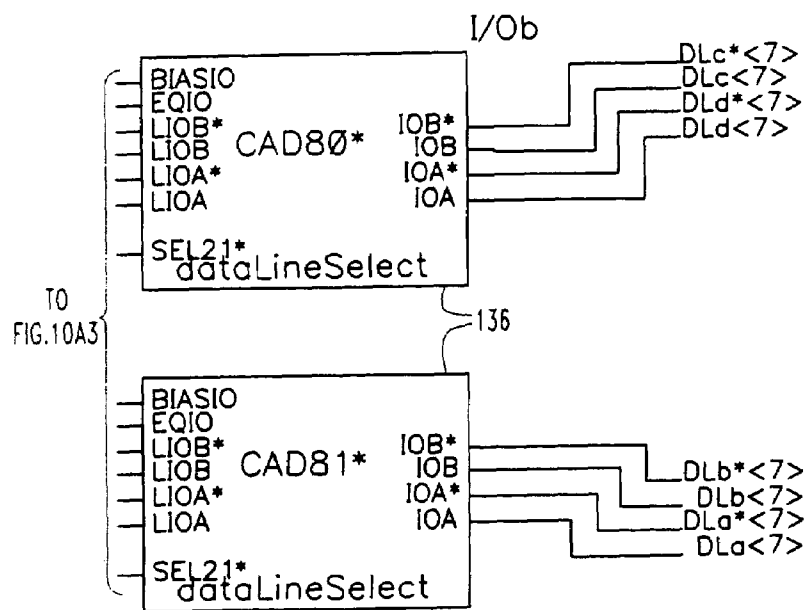 I/Ob
BIASIO
EQIO
LIOB*
LIOB
LIOA*
LIOA
SEL21*
CAD80*
dataLineSelect
IOB*
IOB
IOA*
IOA
DLc*<7>
DLc<7>
DLd*<7>
DLd<7>
TO
FIG.10A3
136
BIASIO
EQIO
LIOB*
LIOB
LIOA*
LIOA
SEL21*
CAD81*
dataLineSelect
IOB*
IOB
IOA*
IOA
DLb*<7>
DLb<7>
DLa*<7>
DLa<7>